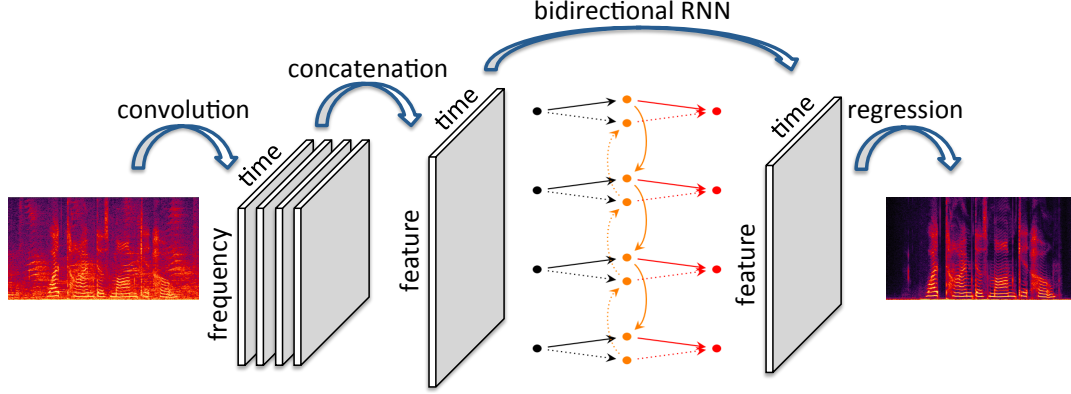 bidirectional RNN
concatenation
convolution
regression
time
time
time
frequency
feature
feature